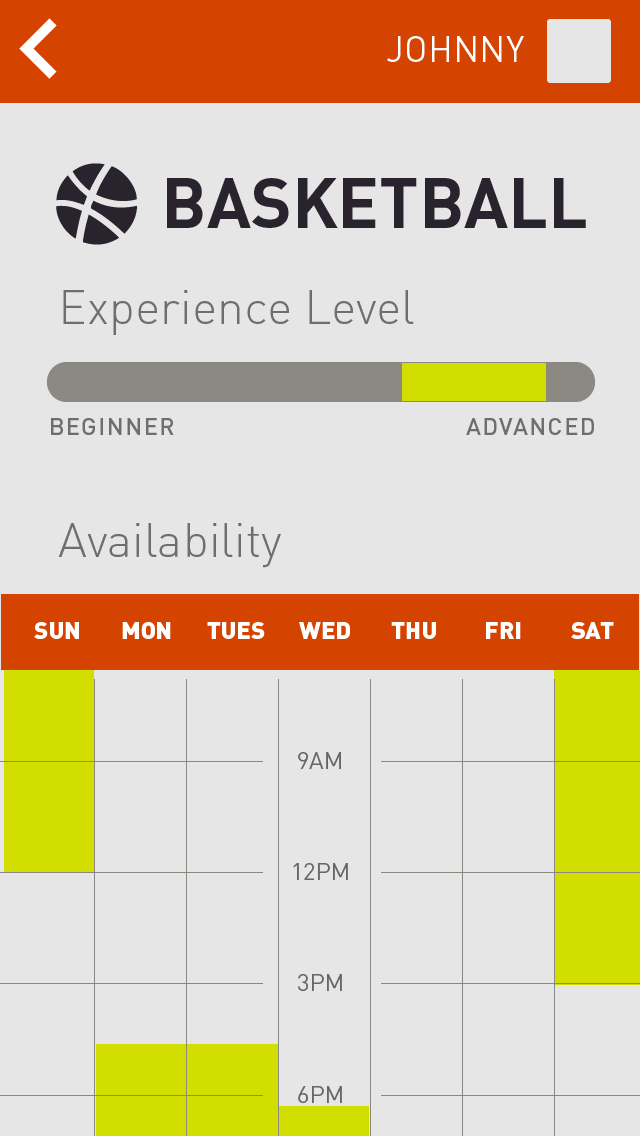 JOHNNY
BASKETBALL
Experience Level
BEGINNER ADVANCED
Availability
SUN MON TUES WED THU FRI SAT
9AM
12PM
3PM
6PM